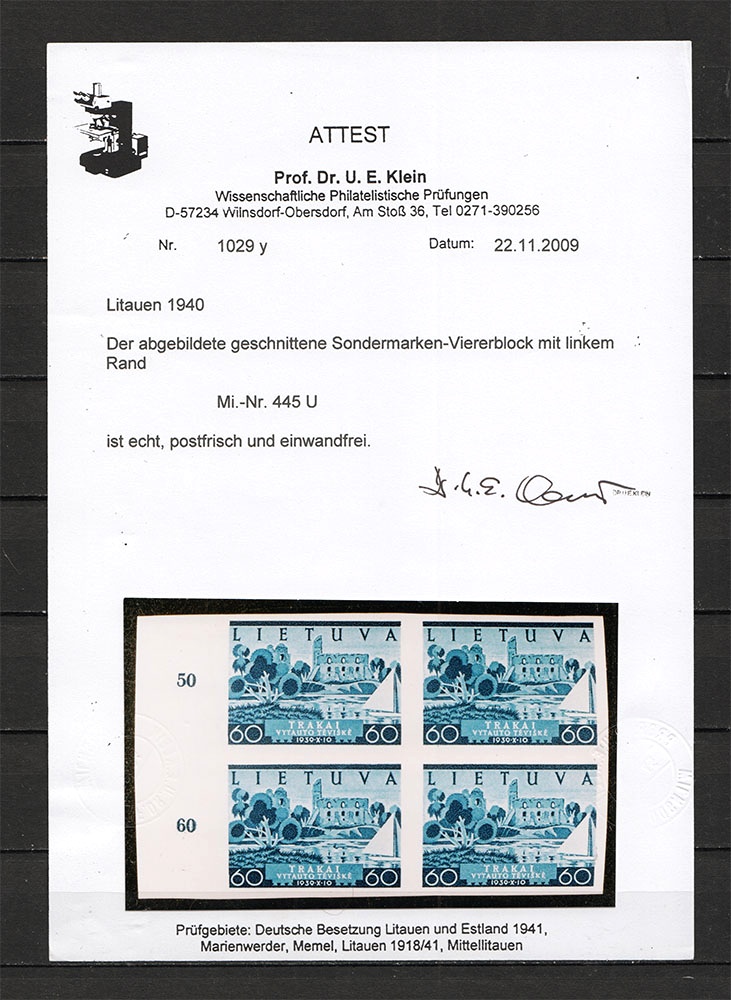 ATTEST
Prof. Dr. U. E. Klein
Wissenschaftliche Philatelistische Prüfungen
D-57234 Wilnsdorf-Obersdorf, Am Stoß 36, Tel 0271-390256
Nr. 1029 y Datum: 22.11.2009
Litauen 1940
Der abgebildete geschnittene Sondermarken-Viererblock mit linkem
Rand
Mi.-Nr. 445 U
ist echt, postfrisch und einwandfrei.
LIETUVA LIETUVA
50
TRAKAI TRAKAI
60 VYTAUTO TĖVIŠKĖ 60 60 VYTAUTO TĖVIŠKĖ 60
1939·X·10 1939·X·10
LIETUVA LIETUVA
60
TRAKAI TRAKAI
60 VYTAUTO TĖVIŠKĖ 60 60 VYTAUTO TĖVIŠKĖ 60
1939·X·10 1939·X·10
Prüfgebiete: Deutsche Besetzung Litauen und Estland 1941,
Marienwerder, Memel, Litauen 1918/41, Mittellitauen